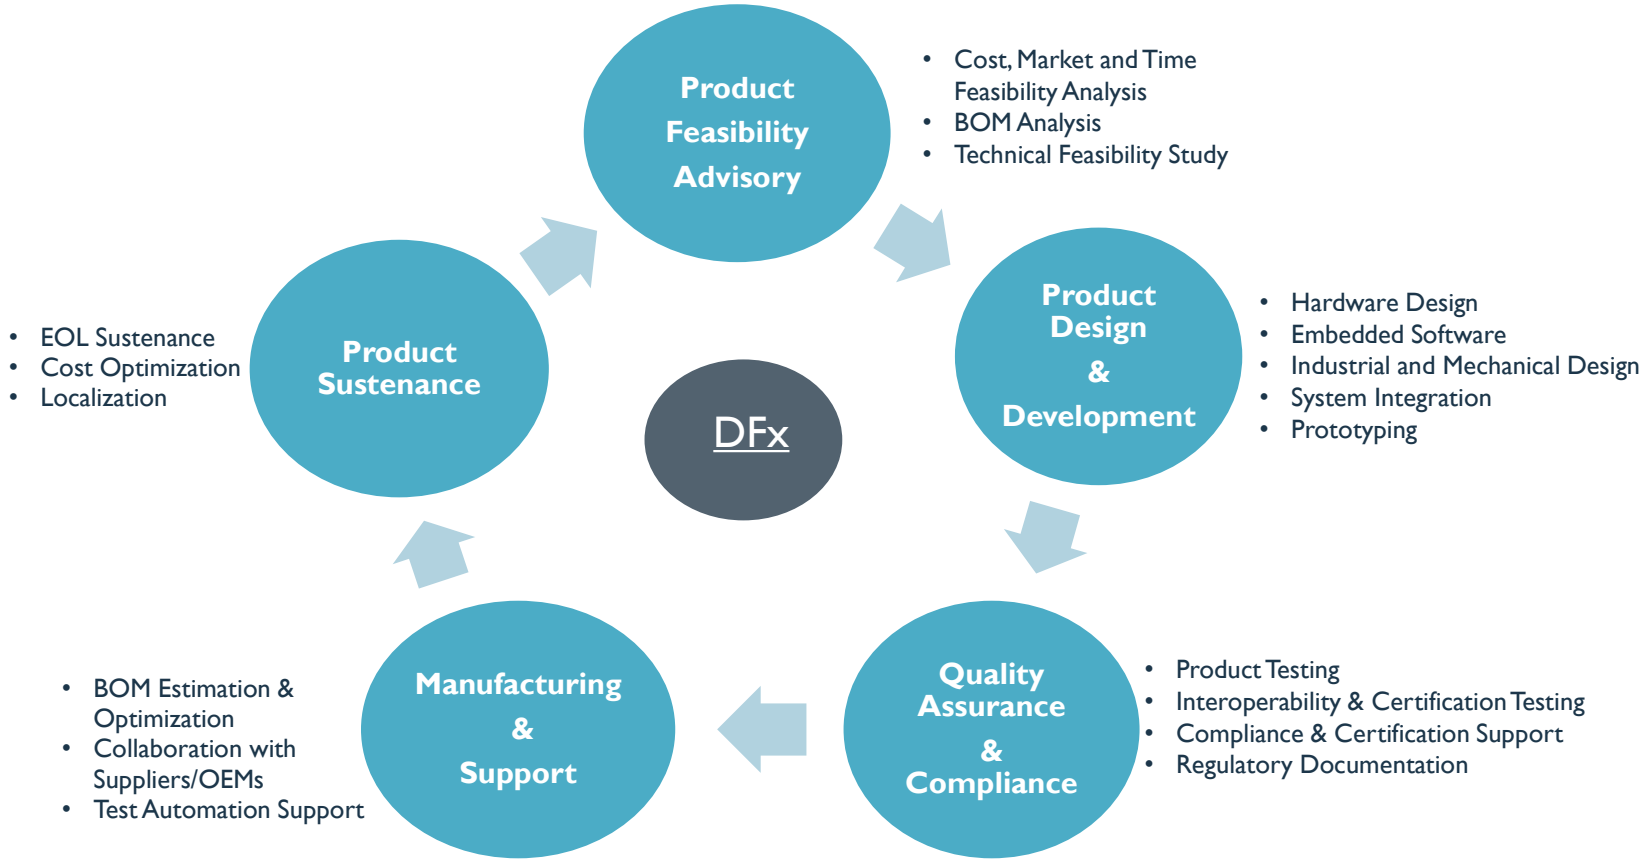 Product
Feasibility
Advisory
• Cost, Market and Time
Feasibility Analysis
• BOM Analysis
• Technical Feasibility Study
Product
Design
&
Development
• Hardware Design
• Embedded Software
• Industrial and Mechanical Design
• System Integration
• Prototyping
Quality
Assurance
&
Compliance
• Product Testing
• Interoperability & Certification Testing
• Compliance & Certification Support
• Regulatory Documentation
Manufacturing
&
Support
• BOM Estimation &
Optimization
• Collaboration with
Suppliers/OEMs
• Test Automation Support
Product
Sustenance
• EOL Sustenance
• Cost Optimization
• Localization
DFx